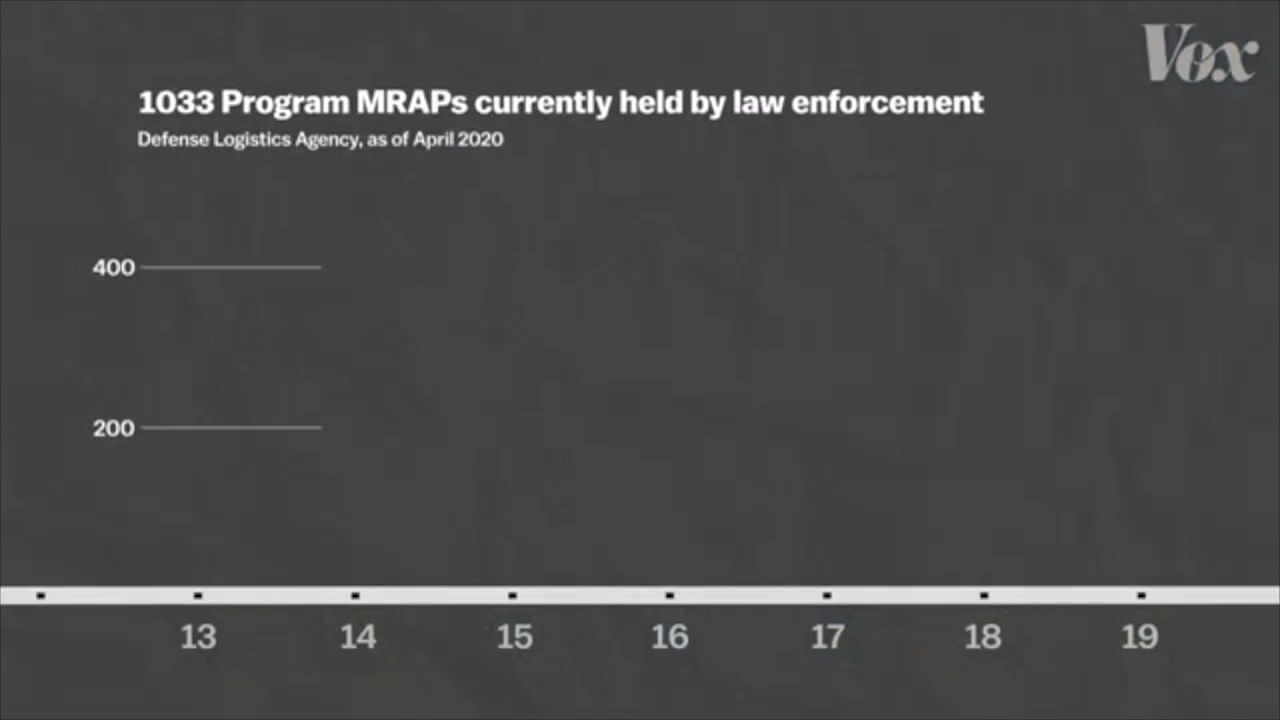 Vox
1033 Program MRAPs currently held by law enforcement
Defense Logistics Agency, as of April 2020
400
200
13 14 15 16 17 18 19